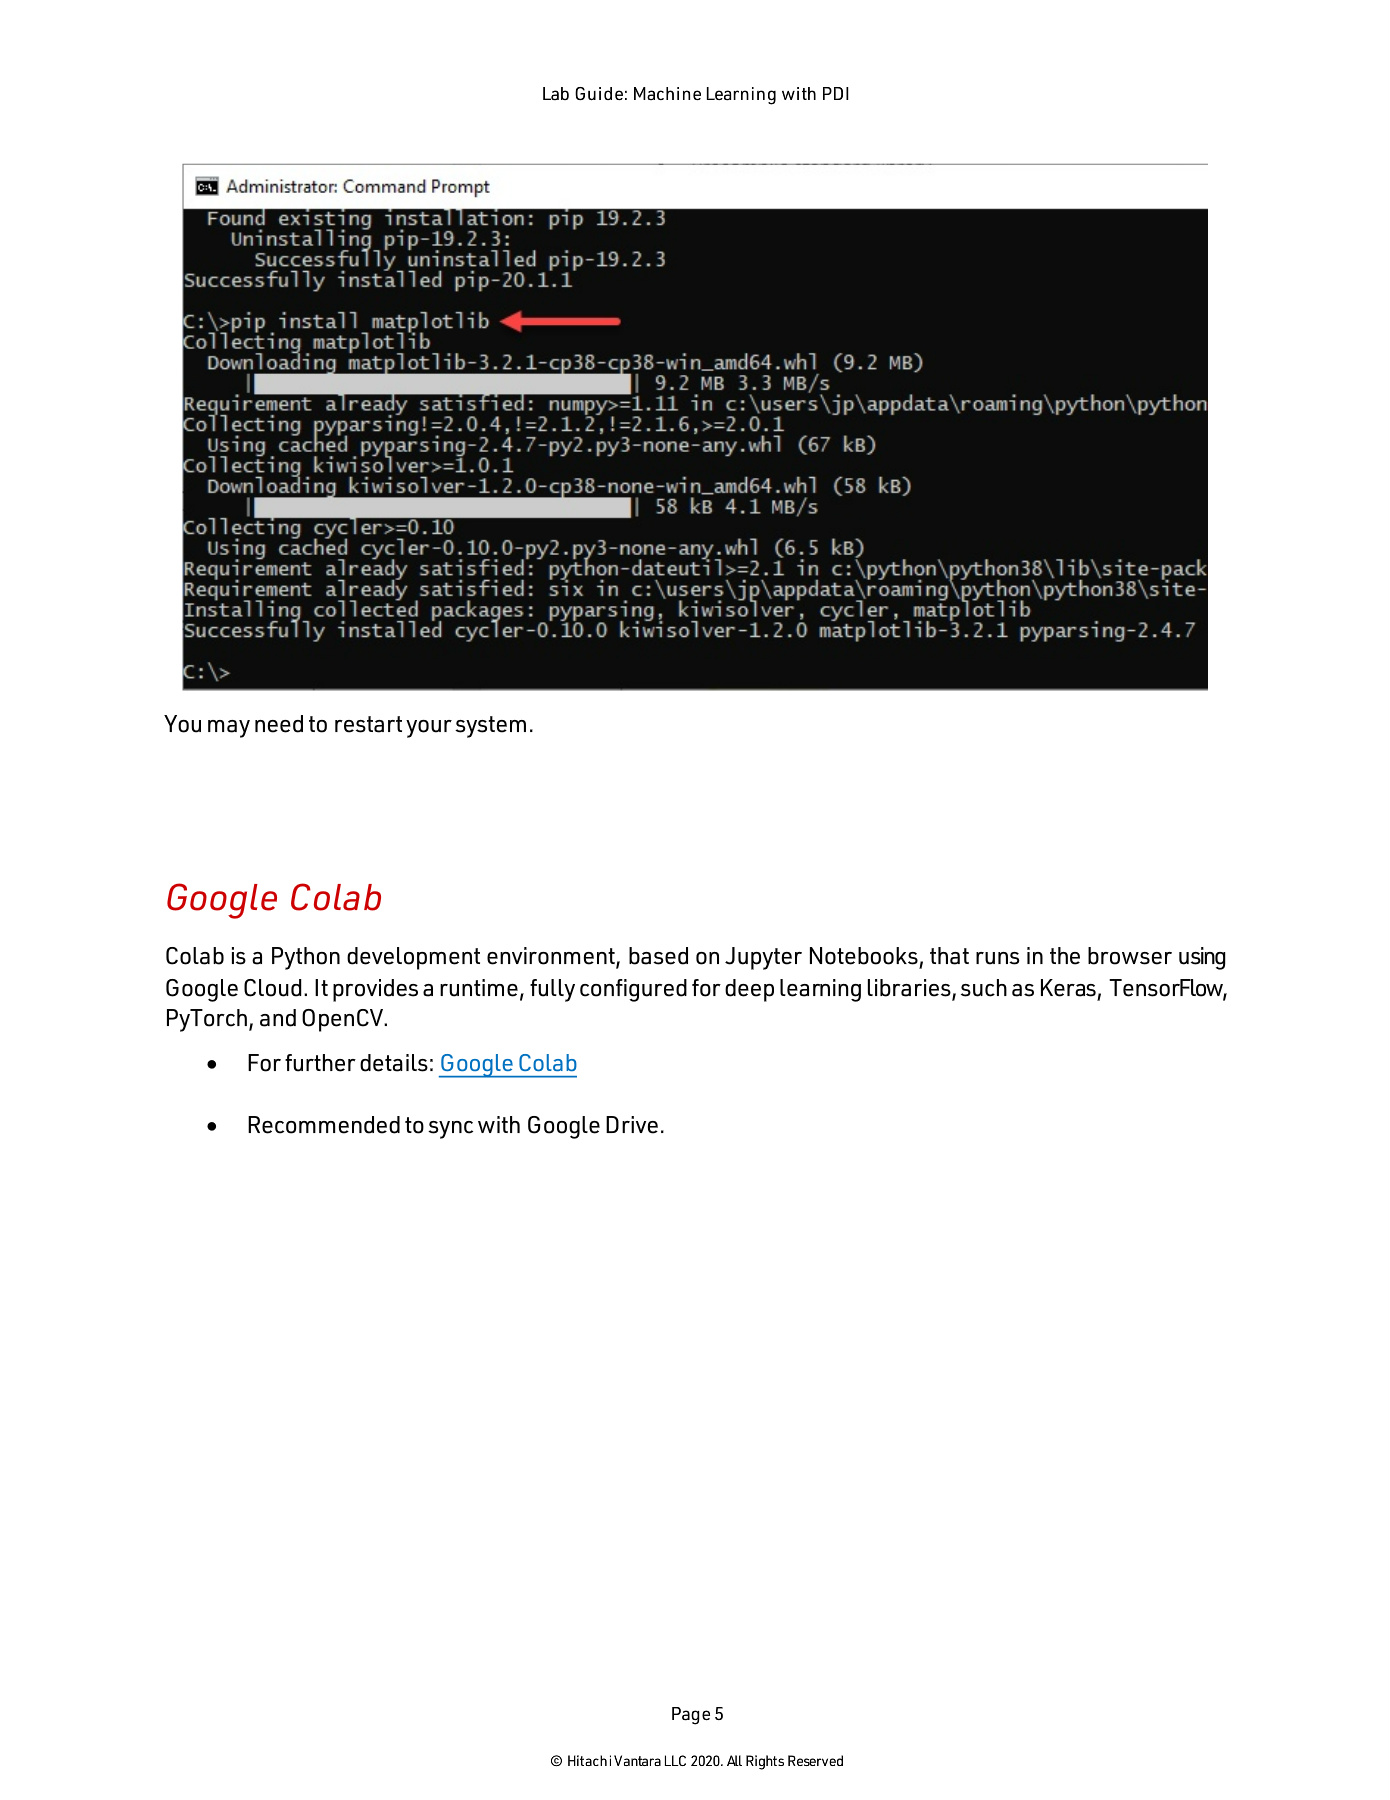 Lab Guide: Machine Learning with PDI
Administrator: Command Prompt
Found existing installation: pip 19.2.3
Uninstalling pip-19.2.3:
Successfully uninstalled pip-19.2.3
Successfully installed pip-20.1.1
C:\>pip install matplotlib
Collecting matplotlib
Downloading matplotlib-3.2.1-cp38-cp38-win_amd64.whl (9.2 MB)
| | 9.2 MB 3.3 MB/s
Requirement already satisfied: numpy>=1.11 in c:\users\jp\appdata\roaming\python\python
Collecting pyparsing!=2.0.4,!=2.1.2,!=2.1.6,>=2.0.1
Using cached pyparsing-2.4.7-py2.py3-none-any.whl (67 kB)
Collecting kiwisolver>=1.0.1
Downloading kiwisolver-1.2.0-cp38-none-win_amd64.whl (58 kB)
| | 58 kB 4.1 MB/s
Collecting cycler>=0.10
Using cached cycler-0.10.0-py2.py3-none-any.whl (6.5 kB)
Requirement already satisfied: python-dateutil>=2.1 in c:\python\python38\lib\site-pack
Requirement already satisfied: six in c:\users\jp\appdata\roaming\python\python38\site-
Installing collected packages: pyparsing, kiwisolver, cycler, matplotlib
Successfully installed cycler-0.10.0 kiwisolver-1.2.0 matplotlib-3.2.1 pyparsing-2.4.7
C:\>
You may need to restart your system.
Google Colab
Colab is a Python development environment, based on Jupyter Notebooks, that runs in the browser using
Google Cloud. It provides a runtime, fully configured for deep learning libraries, such as Keras, TensorFlow,
PyTorch, and OpenCV.
• For further details: Google Colab
• Recommended to sync with Google Drive.
Page 5
© Hitachi Vantara LLC 2020. All Rights Reserved